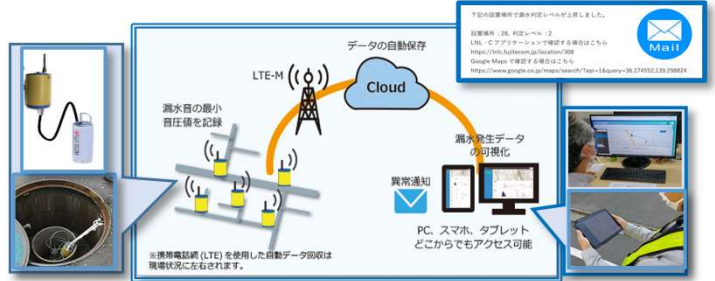 下記の設置場所で漏水判定レベルが上昇しました。
設置場所：28, 判定レベル：2
LNL-C アプリケーションで確認する場合はこちら
https://lnlc.fujitecom.jp/location/308
Google Maps で確認する場合はこちら
https://www.google.co.jp/maps/search/?api=1&query=36.274552,139.298824
Mail
データの自動保存
LTE-M
Cloud
漏水音の最小
音圧値を記録
漏水発生データ
の可視化
異常通知
PC、スマホ、タブレット
どこからでもアクセス可能
※携帯電話網 (LTE) を使用した自動データ回収は
現場状況に左右されます。